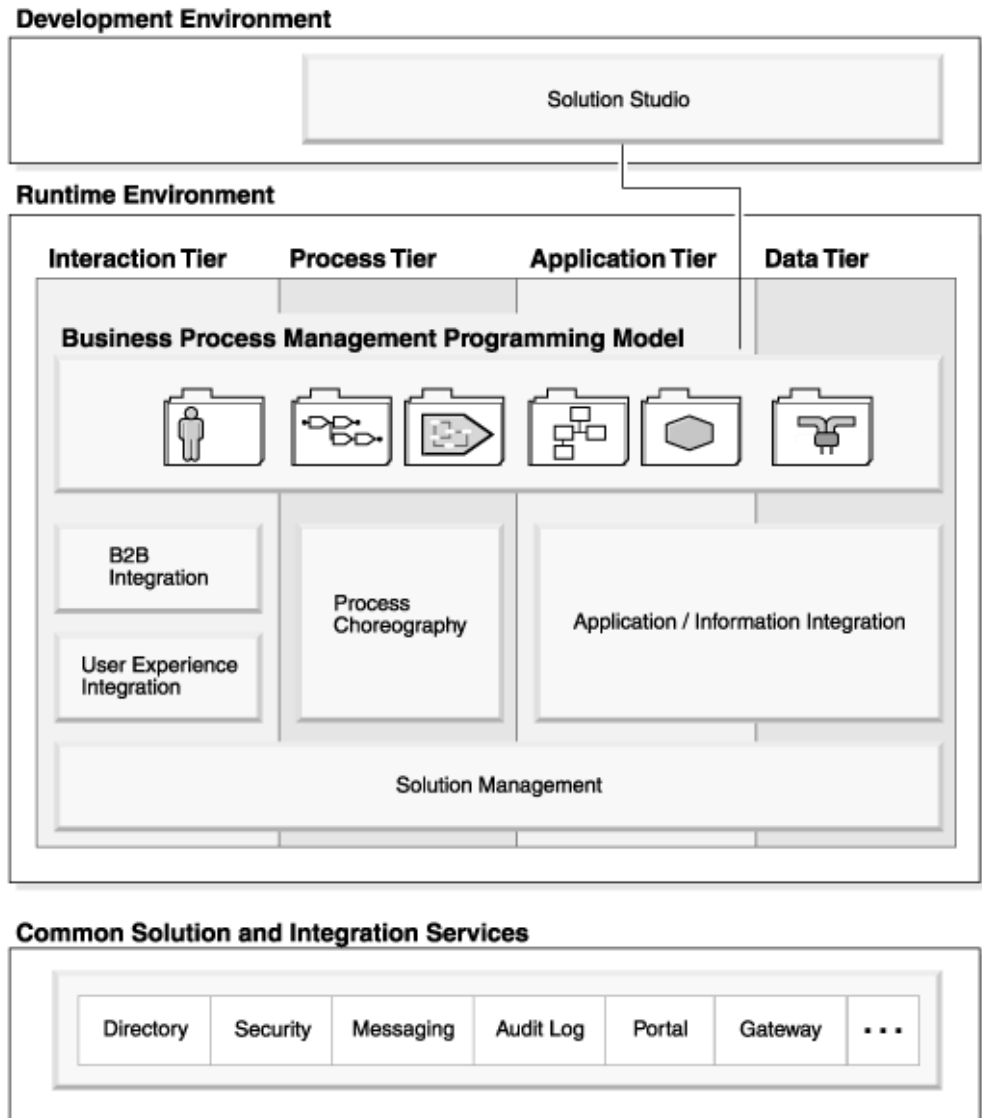 Development Environment
Solution Studio
Runtime Environment
Interaction Tier
Process Tier
Application Tier
Data Tier
Business Process Management Programming Model
B2B
Integration
User Experience
Integration
Process
Choreography
Application / Information Integration
Solution Management
Common Solution and Integration Services
Directory
Security
Messaging
Audit Log
Portal
Gateway
...